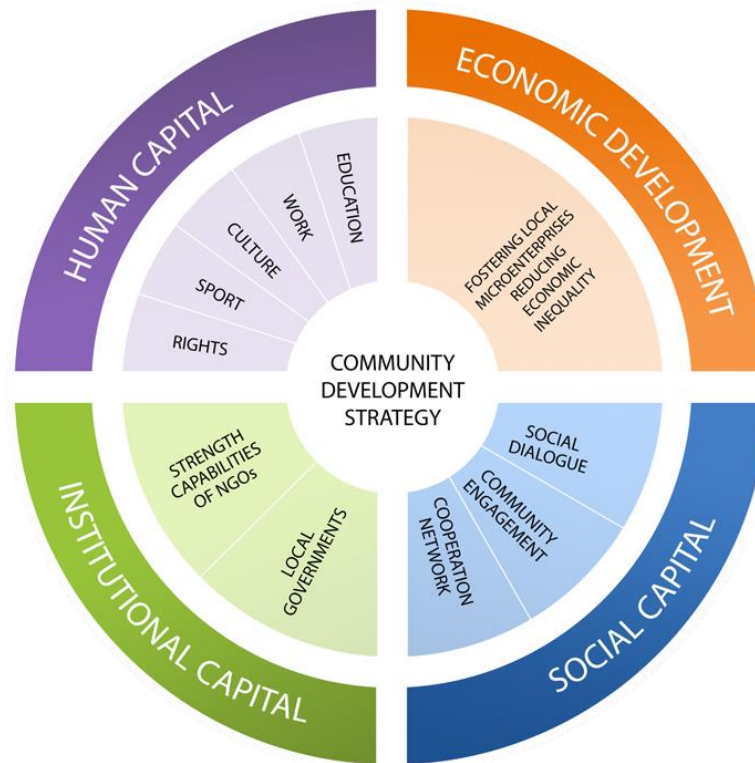 HUMAN CAPITAL
EDUCATION
WORK
CULTURE
SPORT
RIGHTS
ECONOMIC DEVELOPMENT
FOSTERING LOCAL
MICROENTERPRISES
REDUCING
ECONOMIC
INEQUALITY
COMMUNITY
DEVELOPMENT
STRATEGY
INSTITUTIONAL CAPITAL
STRENGTH
CAPABILITIES
OF NGOs
LOCAL
GOVERNMENTS
SOCIAL CAPITAL
SOCIAL
DIALOGUE
COMMUNITY
ENGAGEMENT
COOPERATION
NETWORK